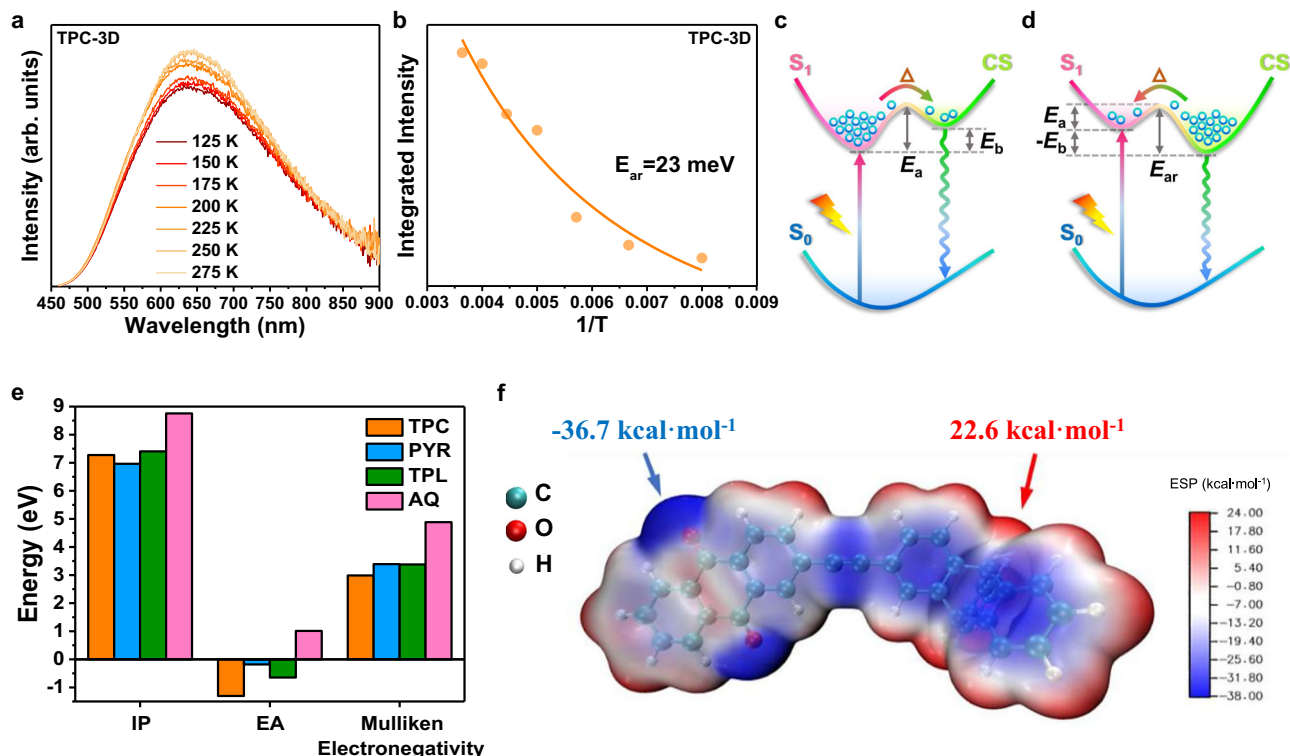 a
TPC-3D
Intensity (arb. units)
125 K
150 K
175 K
200 K
225 K
250 K
275 K
450 500 550 600 650 700 750 800 850 900
Wavelength (nm)
b
TPC-3D
Integrated Intensity
E_ar=23 meV
0.003 0.004 0.005 0.006 0.007 0.008 0.009
1/T
c
S₁
Δ
CS
E_b
E_a
S₀
d
S₁
Δ
CS
E_a
-E_b
E_ar
S₀
e
Energy (eV)
9
8
7
6
5
4
3
2
1
0
-1
TPC
PYR
TPL
AQ
IP
EA
Mulliken
Electronegativity
f
-36.7 kcal·mol⁻¹
22.6 kcal·mol⁻¹
C
O
H
ESP (kcal·mol⁻¹)
24.00
17.80
11.60
5.40
−0.80
−7.00
−13.20
−19.40
−25.60
−31.80
−38.00